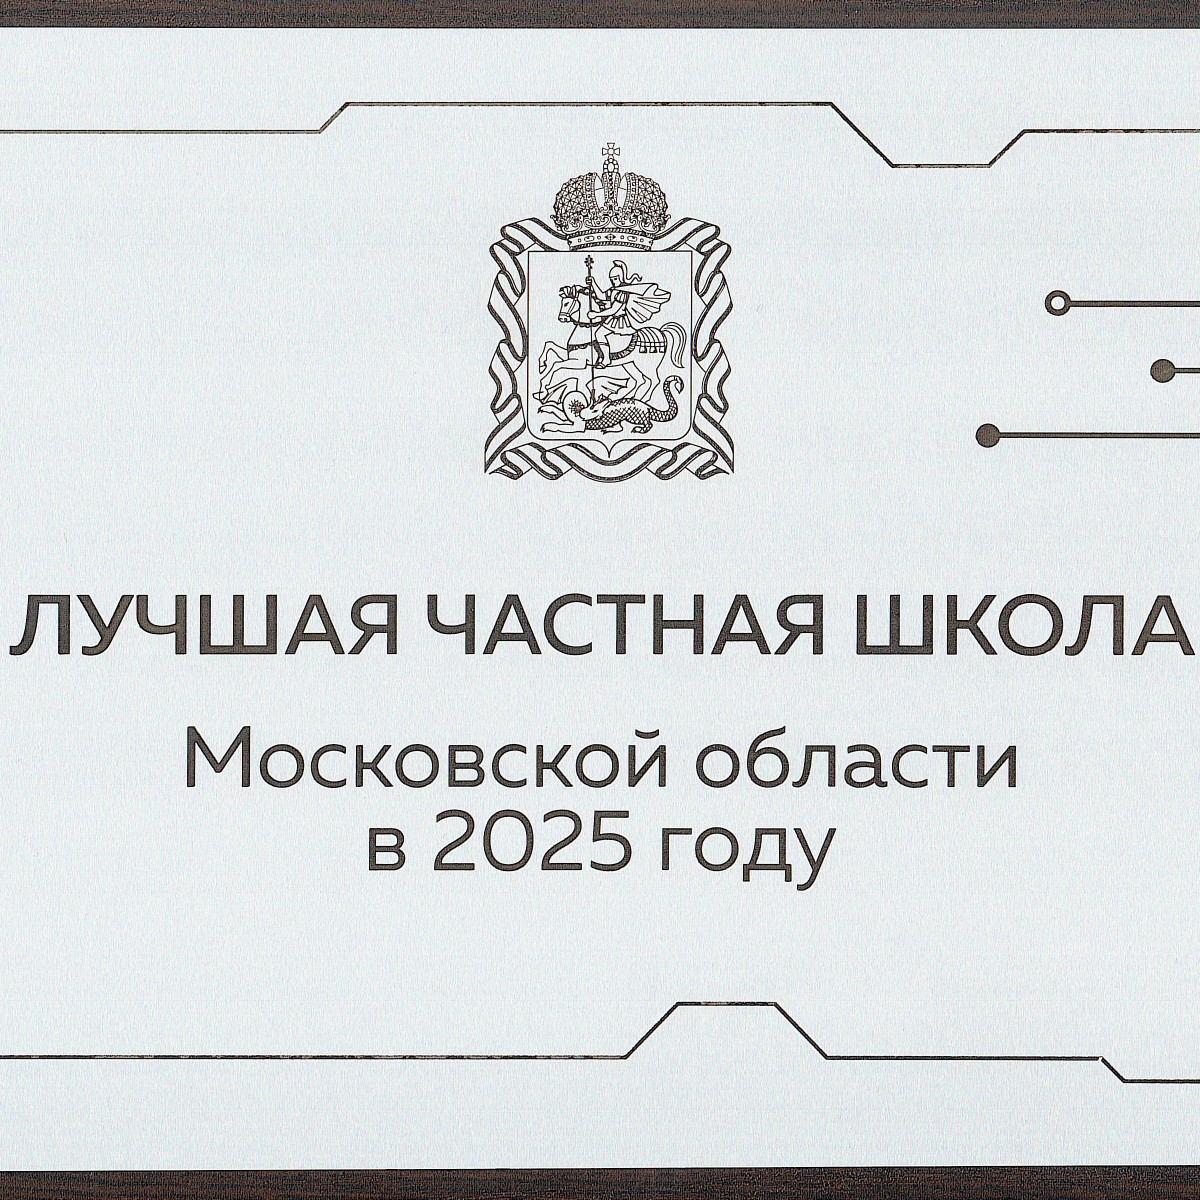 ЛУЧШАЯ ЧАСТНАЯ ШКОЛА
Московской области
в 2025 году